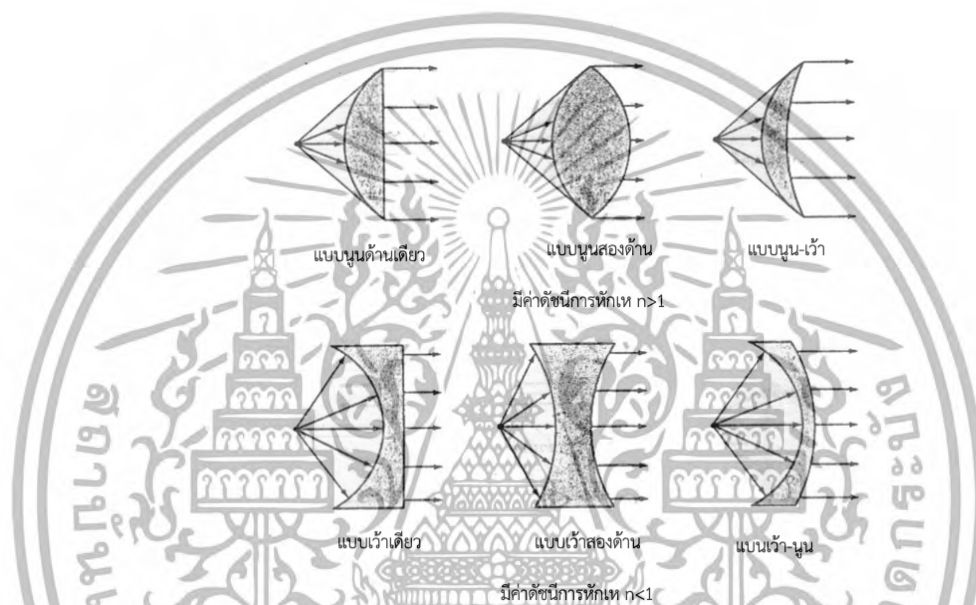 แบบนูนด้านเดียว แบบนูนสองด้าน แบบนูน-เว้า
มีค่าดัชนีการหักเห n>1
แบบเว้าเดียว แบบเว้าสองด้าน แบนเว้า-นูน
มีค่าดัชนีการหักเห n<1